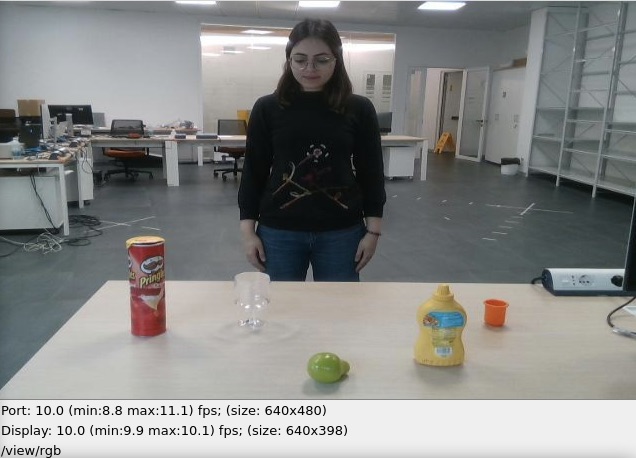 Pringles
Port: 10.0 (min:8.8 max:11.1) fps; (size: 640x480)
Display: 10.0 (min:9.9 max:10.1) fps; (size: 640x398)
/view/rgb